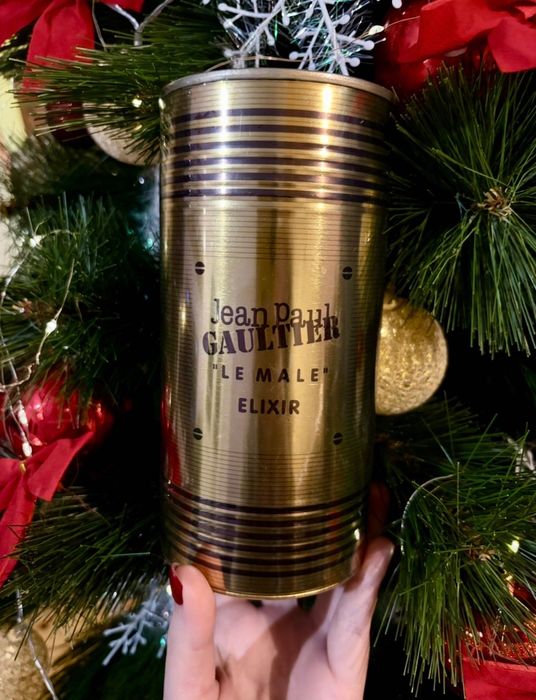 Jean Paul
GAULTIER
"LE MALE"
ELIXIR